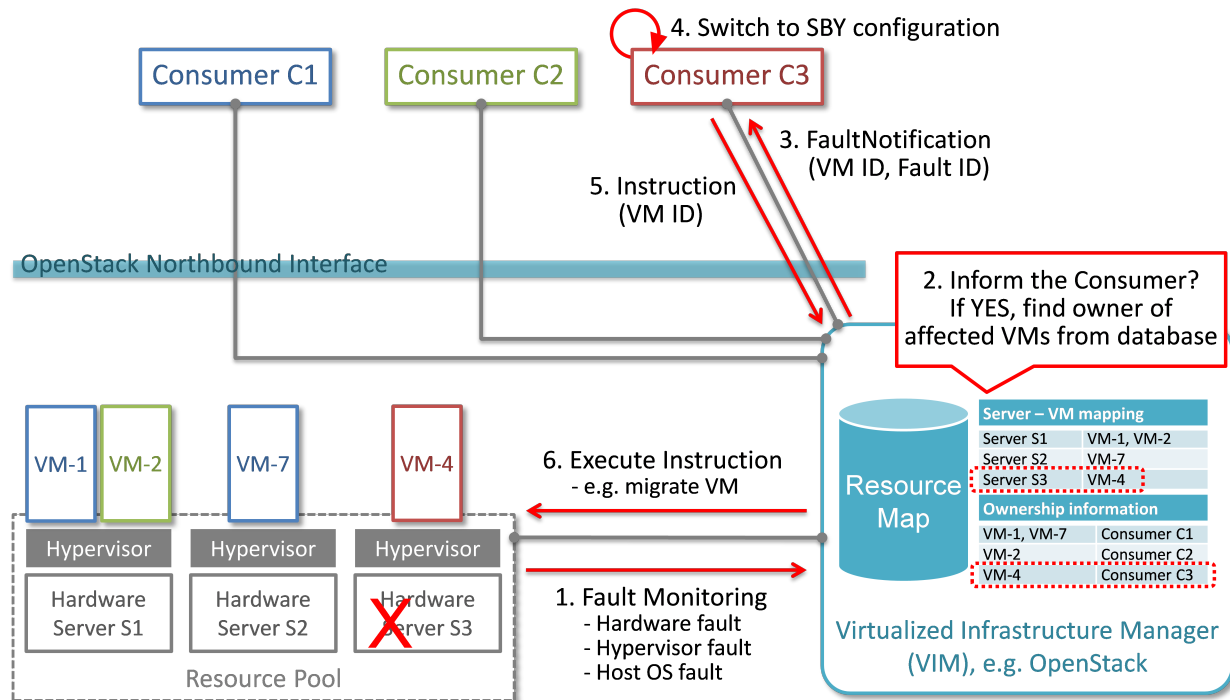 4. Switch to SBY configuration
Consumer C1
Consumer C2
Consumer C3
3. FaultNotification
(VM ID, Fault ID)
5. Instruction
(VM ID)
OpenStack Northbound Interface
2. Inform the Consumer?
If YES, find owner of
affected VMs from database
VM-1
VM-2
VM-7
VM-4
6. Execute Instruction
- e.g. migrate VM
Resource
Map
Server – VM mapping
Server S1 VM-1, VM-2
Server S2 VM-7
Server S3 VM-4
Ownership information
VM-1, VM-7 Consumer C1
VM-2 Consumer C2
VM-4 Consumer C3
Hypervisor
Hypervisor
Hypervisor
Hardware
Server S1
Hardware
Server S2
Hardware
Server S3
1. Fault Monitoring
- Hardware fault
- Hypervisor fault
- Host OS fault
Virtualized Infrastructure Manager
(VIM), e.g. OpenStack
Resource Pool